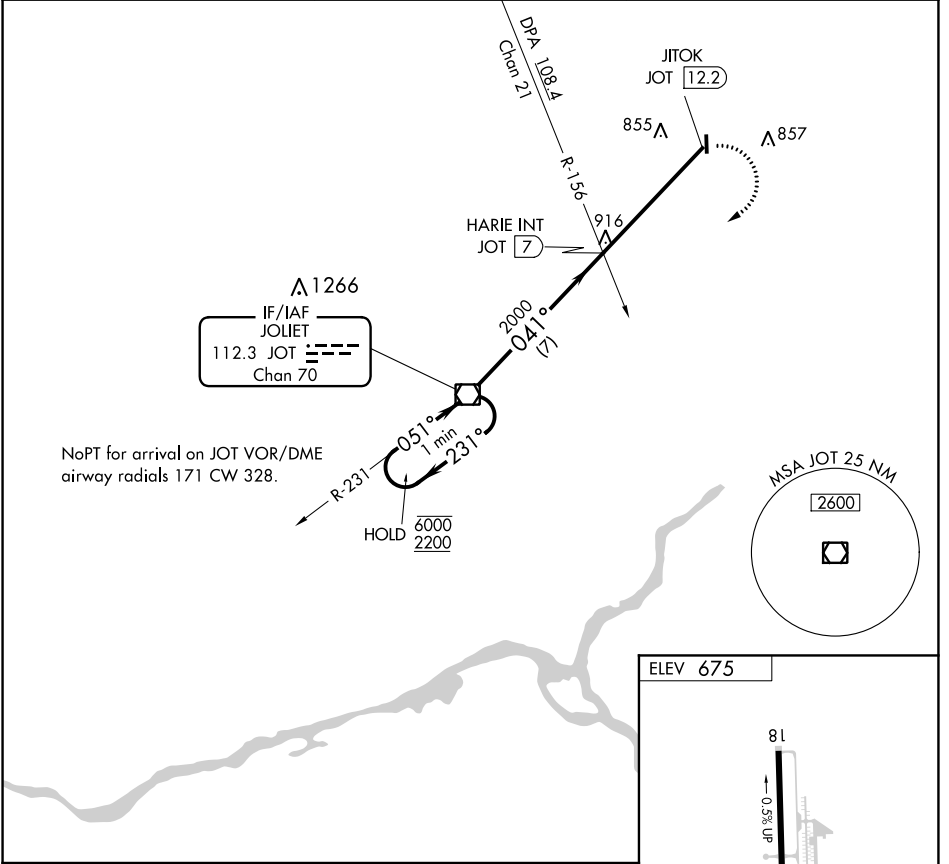 DPA 108.4
Chan 21
R-156
JITOK
JOT 12.2
855
857
HARIE INT
JOT 7
916
1266
IF/IAF
JOLIET
112.3 JOT
Chan 70
2000
041°
(7)
NoPT for arrival on JOT VOR/DME
airway radials 171 CW 328.
051°
1 min
231°
R-231
HOLD 6000
2200
MSA JOT 25 NM
2600
ELEV 675
18
0.5% UP